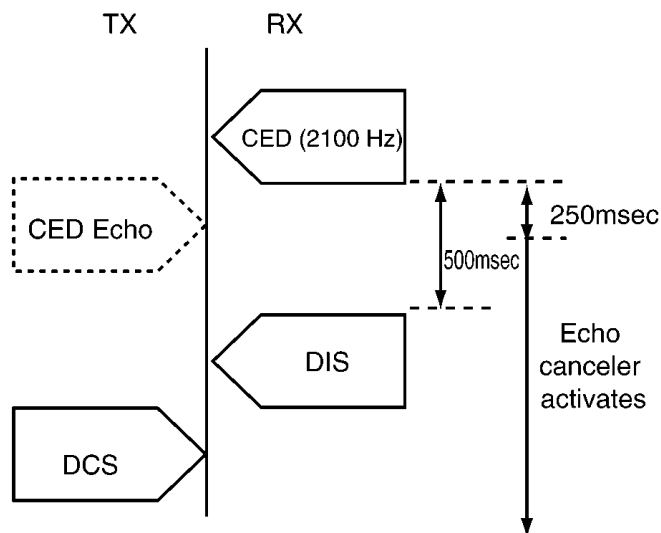 TX
RX
CED (2100 Hz)
CED Echo
250msec
500msec
DIS
Echo
canceler
activates
DCS